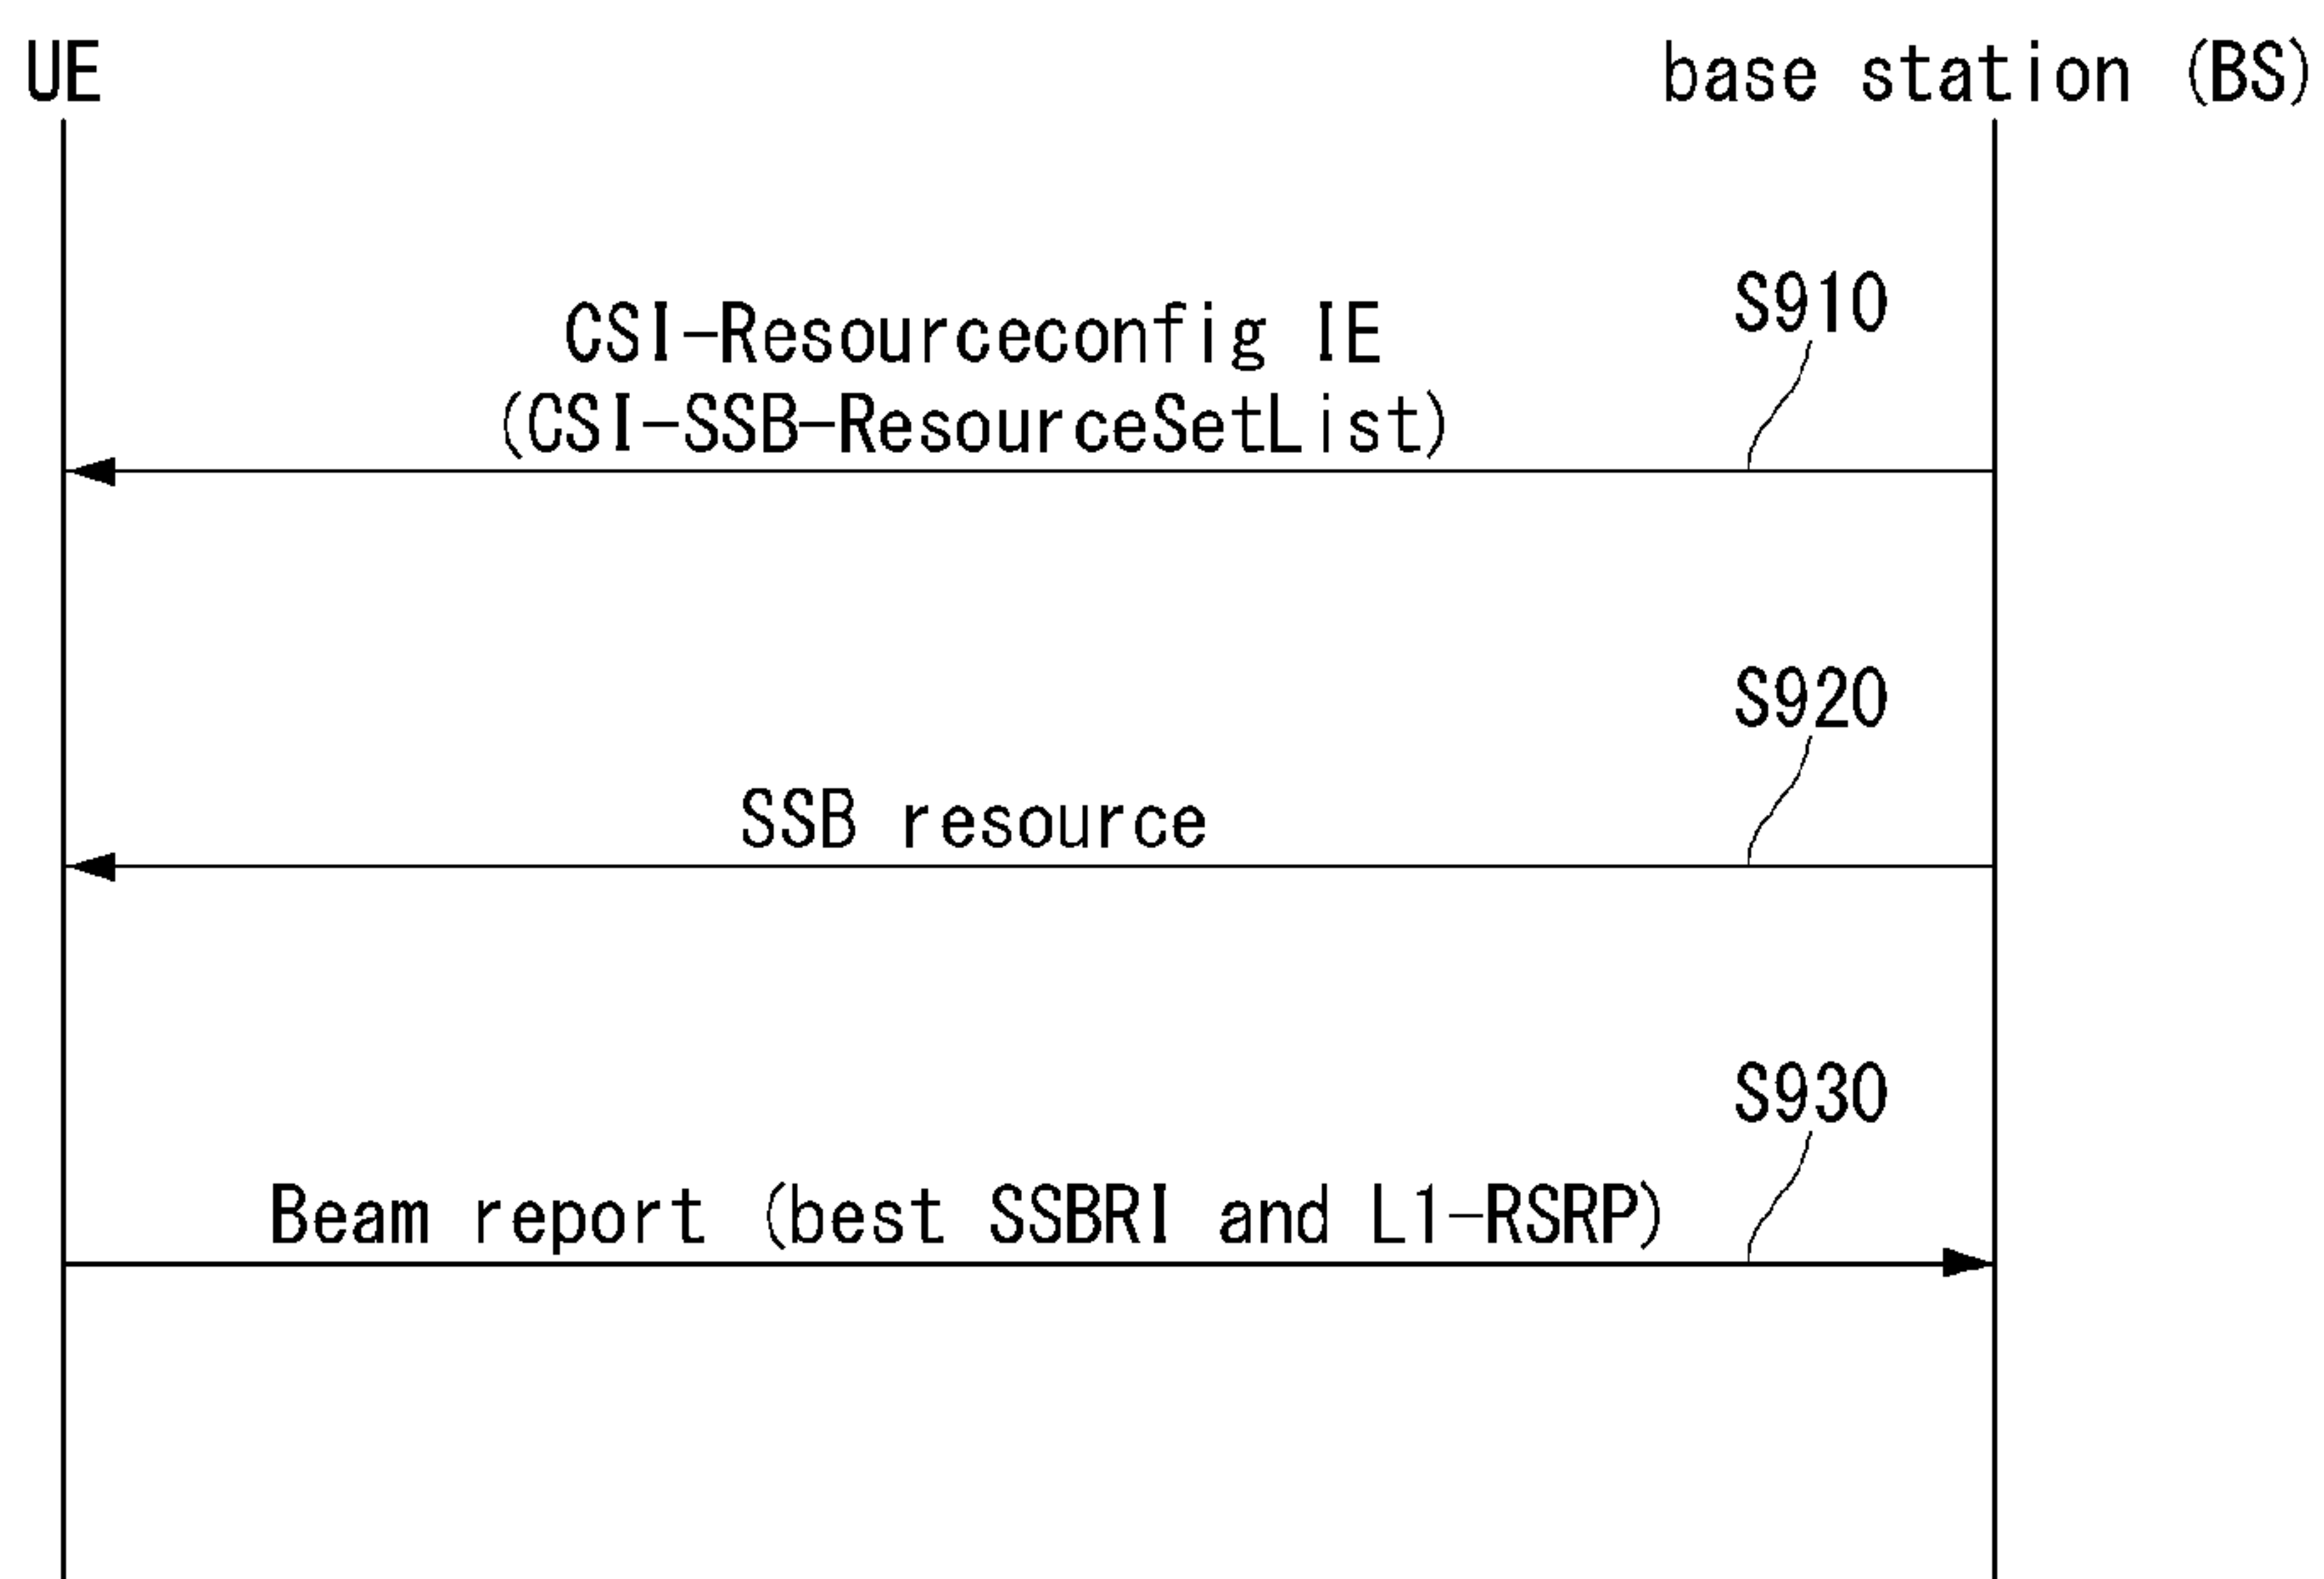 UE
base station (BS)
S910
CSI-Resourceconfig IE
(CSI-SSB-ResourceSetList)
S920
SSB resource
S930
Beam report (best SSBRI and L1-RSRP)